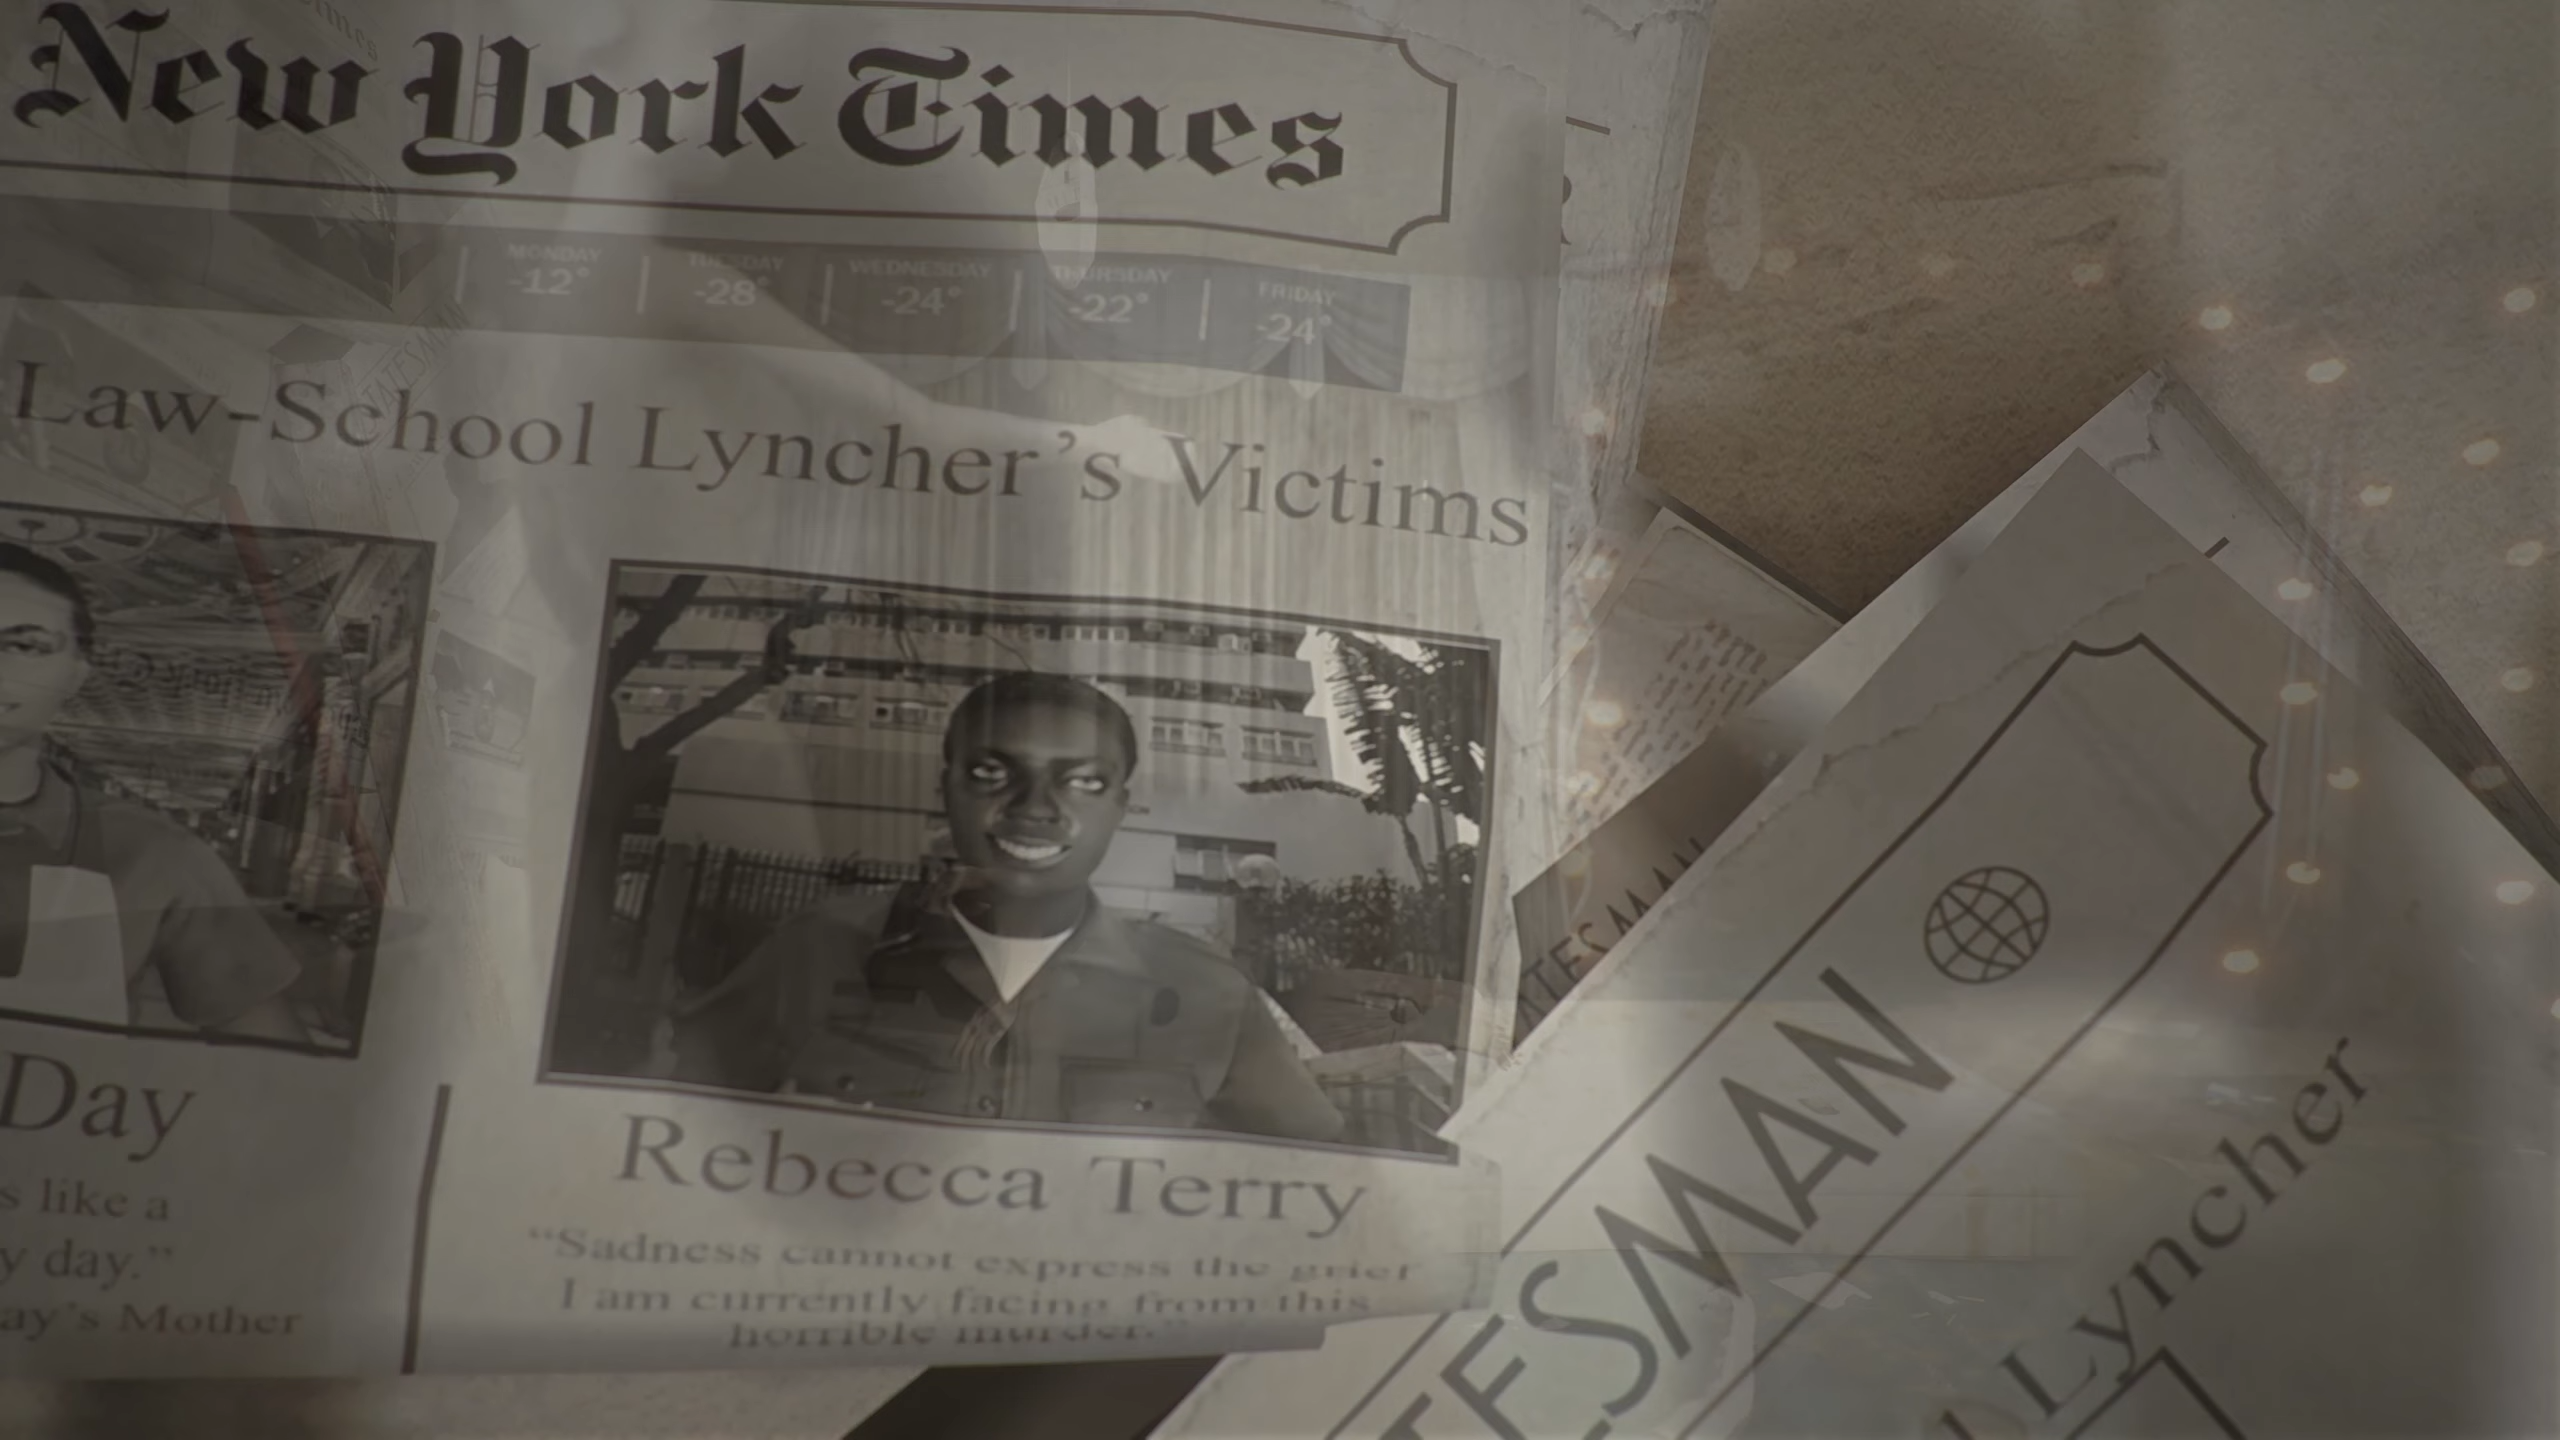 New York Times
MONDAY TUESDAY WEDNESDAY THURSDAY FRIDAY
-12° -28° -24° -22° -24°
Law-School Lyncher's Victims
Day
s like a
y day."
ay's Mother
Rebecca Terry
"Sadness cannot express the grief
I am currently facing from this
horrible murder."
TATESMAN
TESMAN
TESMAN
Lyncher